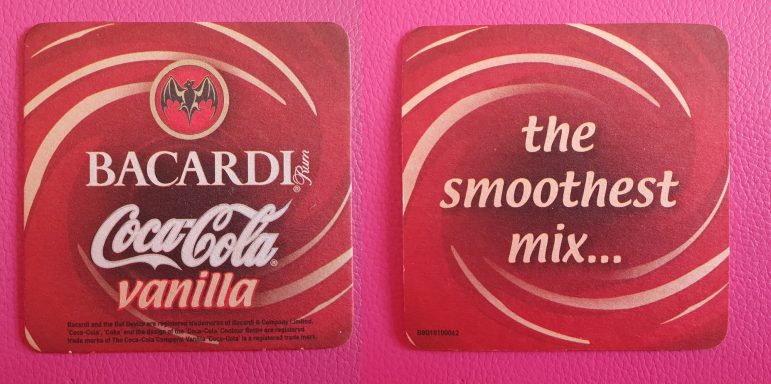 BACARDI® Rum
Coca-Cola®
vanilla
Bacardi and the Bat Device are registered trademarks of Bacardi & Company Limited.
'Coca-Cola', 'Coke' and the design of the 'Coca-Cola' Contour Bottle are registered
trade marks of The Coca-Cola Company. Vanilla 'Coca-Cola' is a registered trade mark.
the
smoothest
mix...